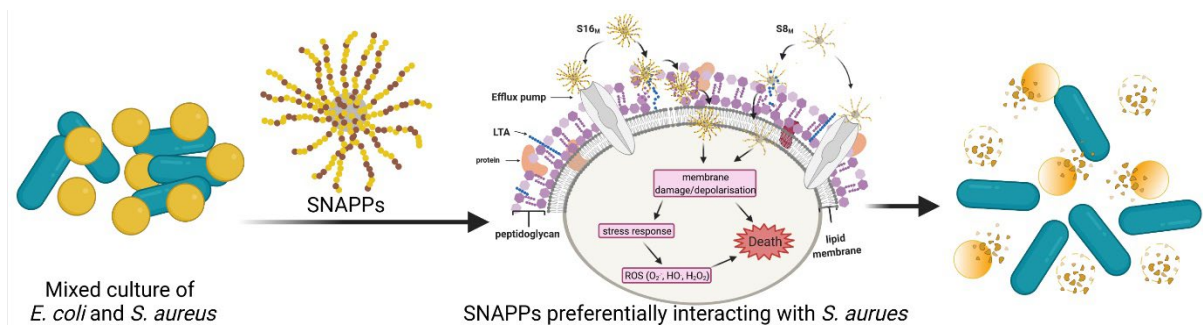 Mixed culture of
E. coli and S. aureus
SNAPPs
S16M
S8M
Efflux pump
LTA
protein
peptidoglycan
membrane
damage/depolarisation
stress response
ROS (O₂⁻, HO, H₂O₂)
Death
lipid
membrane
SNAPPs preferentially interacting with S. aurues